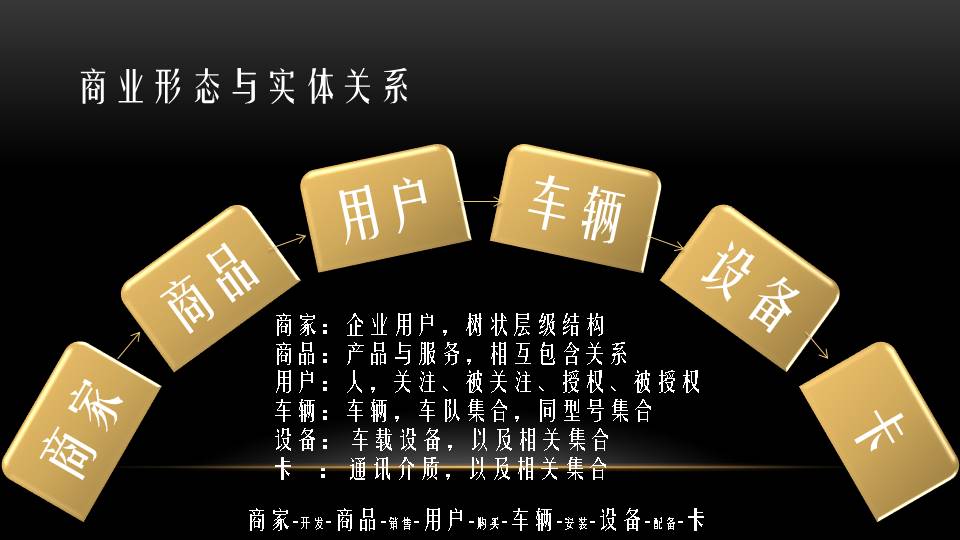 商业形态与实体关系
商家
商品
用户
车辆
设备
卡
商家：企业用户，树状层级结构
商品：产品与服务，相互包含关系
用户：人，关注、被关注、授权、被授权
车辆：车辆，车队集合，同型号集合
设备： 车载设备，以及相关集合
卡　： 通讯介质，以及相关集合
商家-开发-商品-销售-用户-购买-车辆-安装-设备-配备-卡